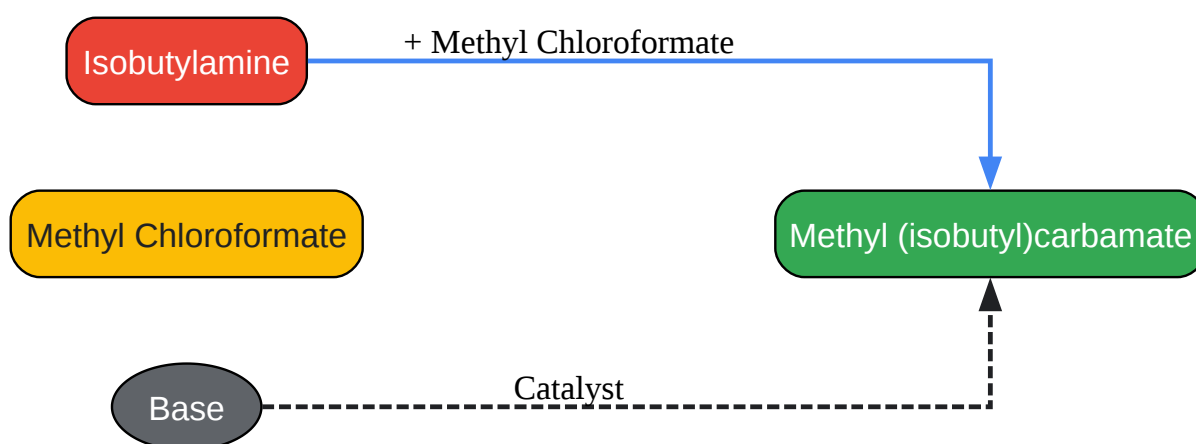 Isobutylamine
+ Methyl Chloroformate
Methyl Chloroformate
Methyl (isobutyl)carbamate
Base
Catalyst